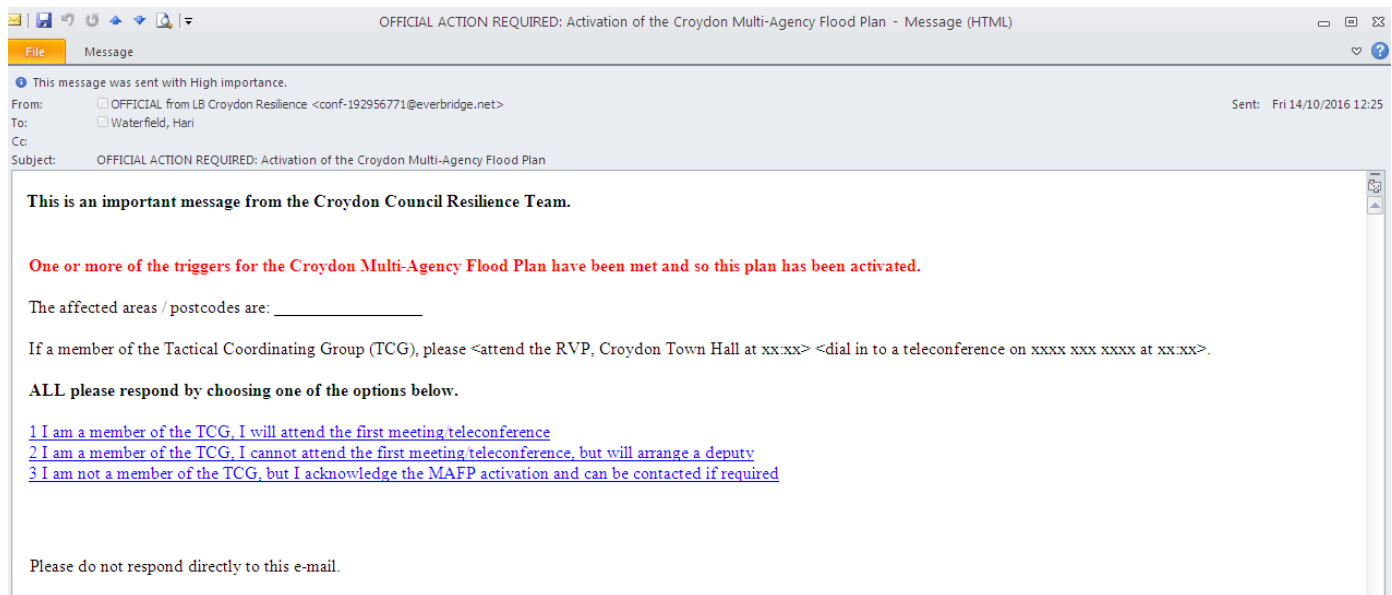 OFFICIAL ACTION REQUIRED: Activation of the Croydon Multi-Agency Flood Plan - Message (HTML)
File Message
This message was sent with High importance.
From: OFFICIAL from LB Croydon Resilience <conf-192956771@everbridge.net> Sent: Fri 14/10/2016 12:25
To: Waterfield, Hari
Cc:
Subject: OFFICIAL ACTION REQUIRED: Activation of the Croydon Multi-Agency Flood Plan
This is an important message from the Croydon Council Resilience Team.
One or more of the triggers for the Croydon Multi-Agency Flood Plan have been met and so this plan has been activated.
The affected areas / postcodes are: __________________
If a member of the Tactical Coordinating Group (TCG), please <attend the RVP, Croydon Town Hall at xx:xx> <dial in to a teleconference on xxxx xxx xxxx at xx:xx>.
ALL please respond by choosing one of the options below.
1 I am a member of the TCG, I will attend the first meeting/teleconference
2 I am a member of the TCG, I cannot attend the first meeting/teleconference, but will arrange a deputy
3 I am not a member of the TCG, but I acknowledge the MAFP activation and can be contacted if required
Please do not respond directly to this e-mail.